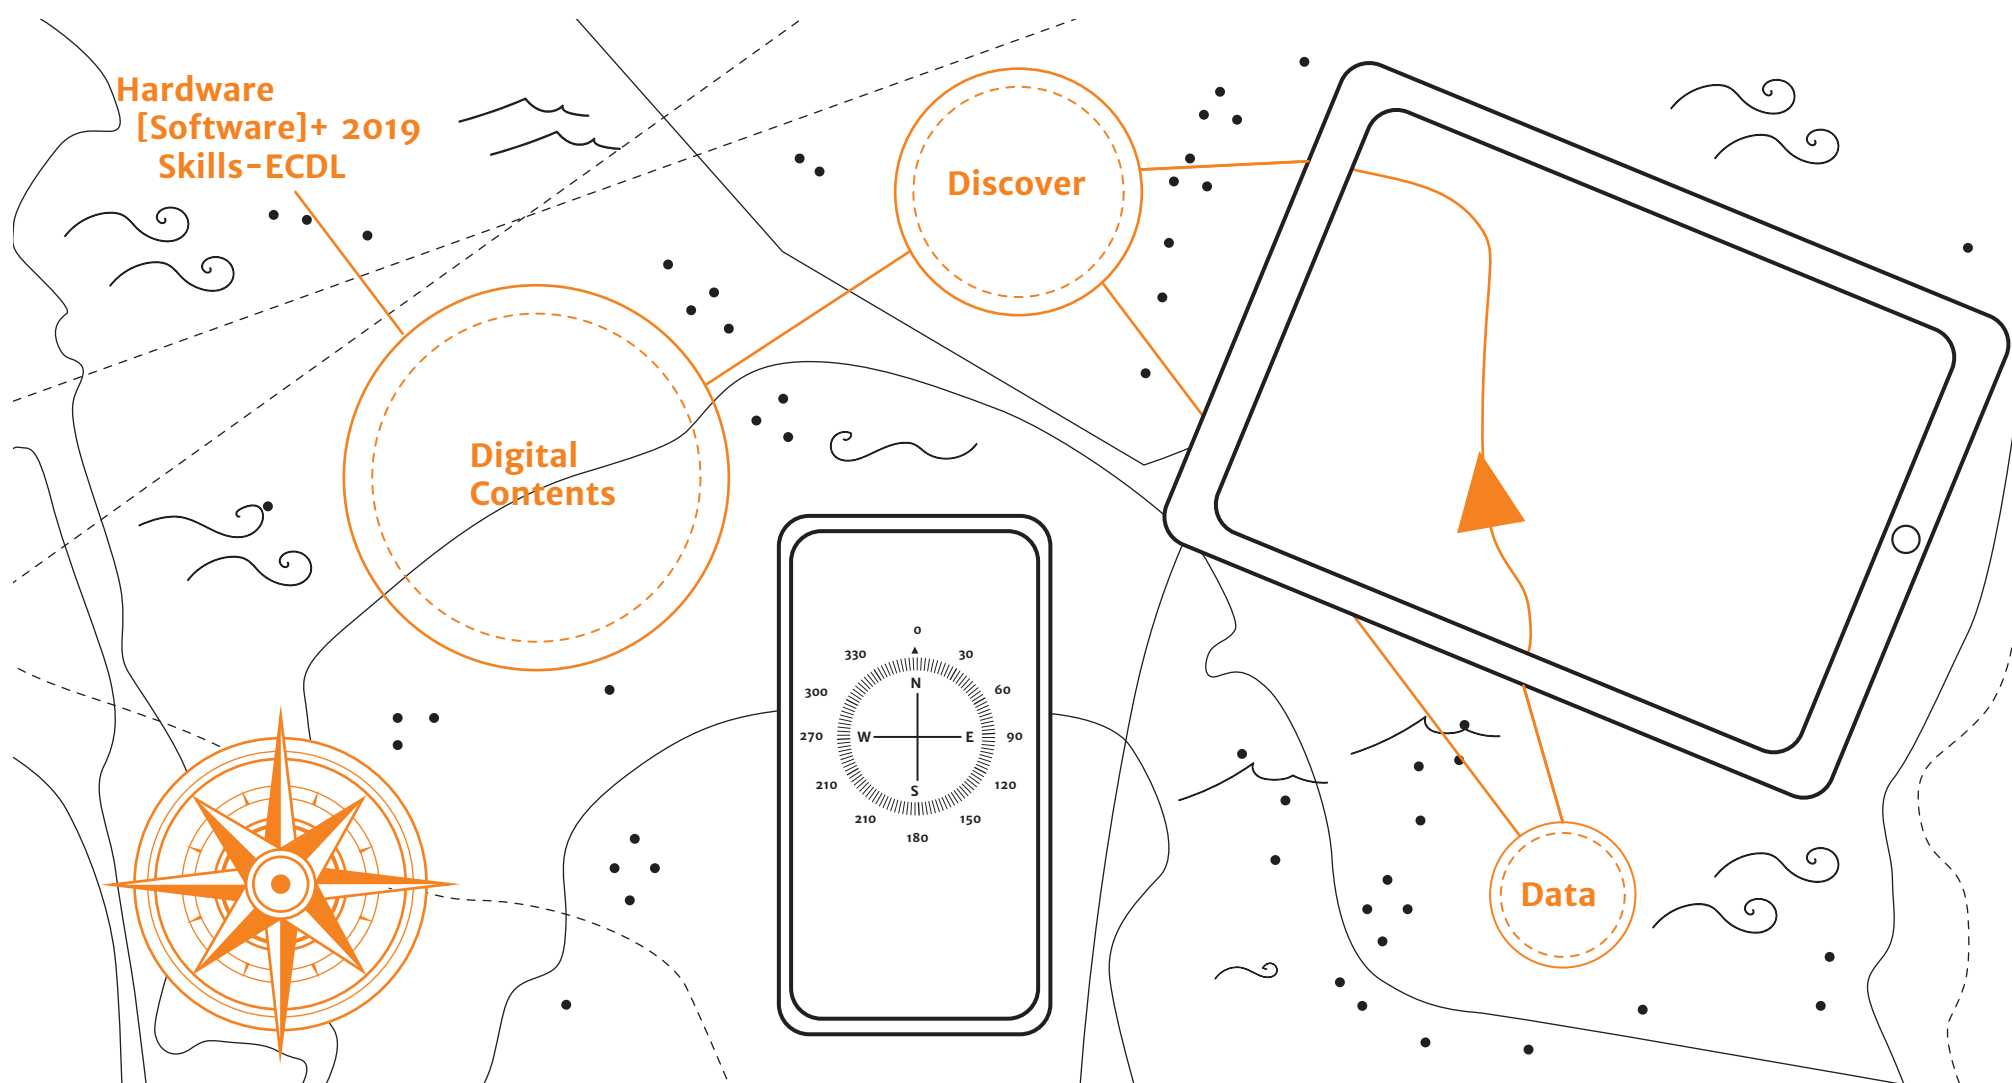 Hardware
[Software]+ 2019
Skills-ECDL
Discover
Digital
Contents
0
330
30
N
300
60
270
W
E
90
210
S
120
210
150
180
Data